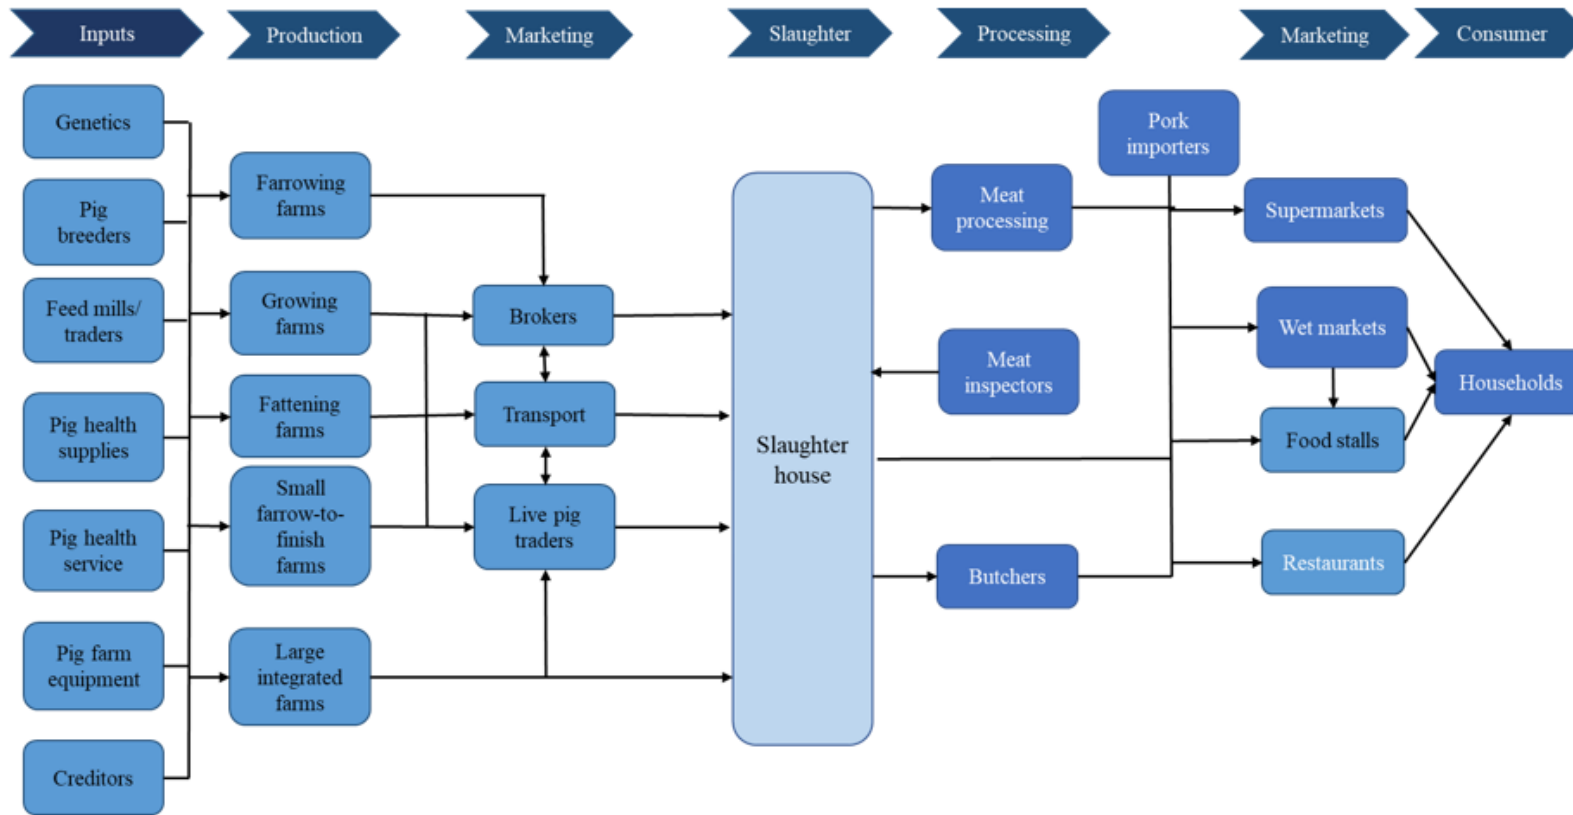 Inputs
Production
Marketing
Slaughter
Processing
Marketing
Consumer
Genetics
Pig
breeders
Feed mills/
traders
Pig health
supplies
Pig health
service
Pig farm
equipment
Creditors
Farrowing
farms
Growing
farms
Fattening
farms
Small
farrow-to-
finish
farms
Large
integrated
farms
Brokers
Transport
Live pig
traders
Slaughter
house
Meat
processing
Meat
inspectors
Butchers
Pork
importers
Supermarkets
Wet markets
Food stalls
Restaurants
Households